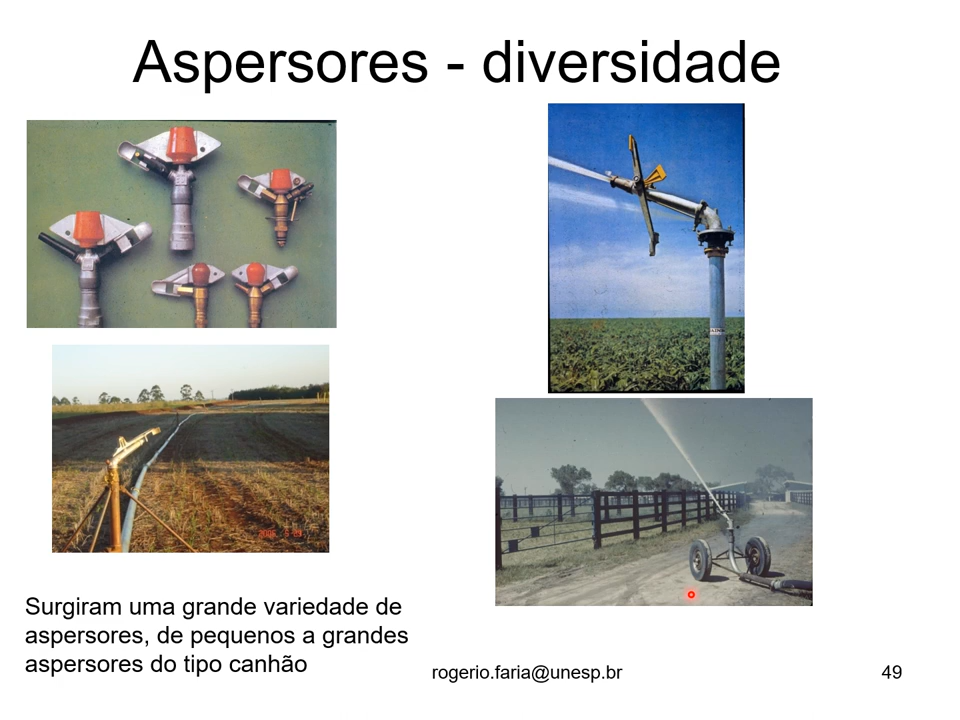 Aspersores - diversidade
Surgiram uma grande variedade de
aspersores, de pequenos a grandes
aspersores do tipo canhão
rogerio.faria@unesp.br
49